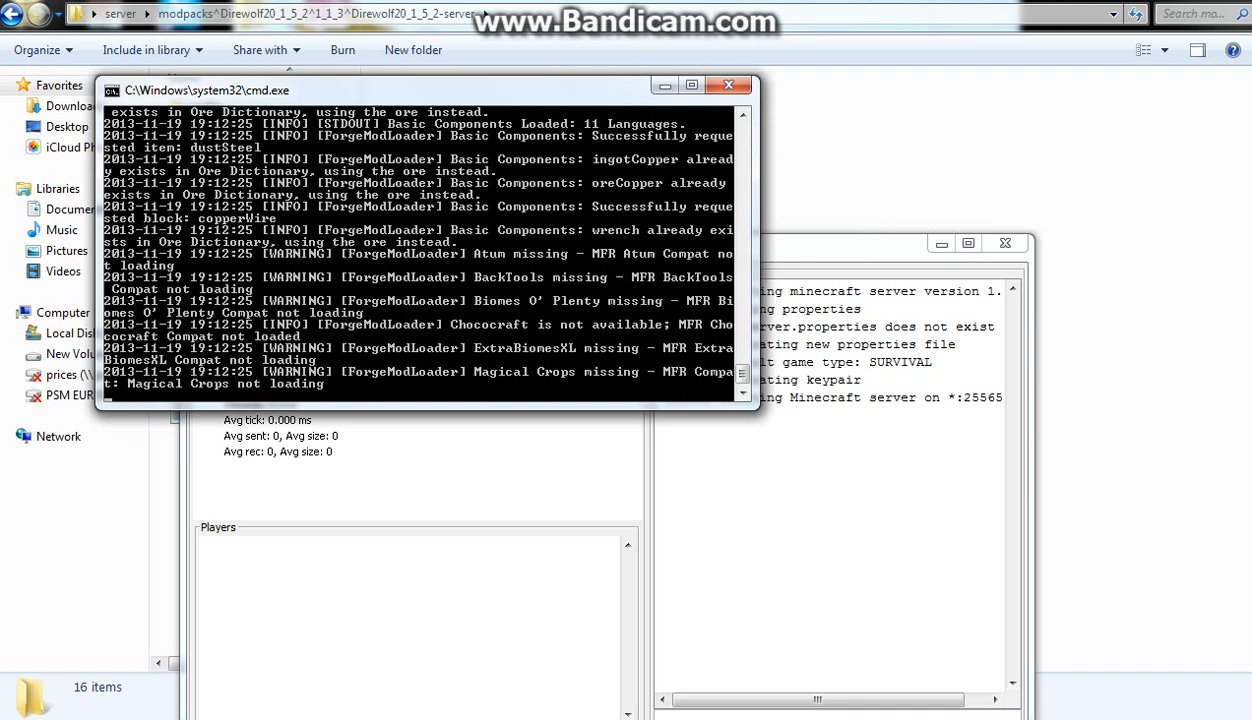 server
modpacks^Direwolf20_1_5_2^1_1_3^Direwolf20_1_5_2-server
www.Bandicam.com
Search mo...
Organize
Include in library
Share with
Burn
New folder
Favorites
Downloa
Desktop
iCloud Ph
Libraries
Documen
Music
Pictures
Videos
Computer
Local Disk
New Volu
prices (\\
PSM EUR
Network
C:\Windows\system32\cmd.exe
exists in Ore Dictionary, using the ore instead.
2013-11-19 19:12:25 [INFO] [STDOUT] Basic Components Loaded: 11 Languages.
2013-11-19 19:12:25 [INFO] [ForgeModLoader] Basic Components: Successfully reque
sted item: dustSteel
2013-11-19 19:12:25 [INFO] [ForgeModLoader] Basic Components: ingotCopper alread
y exists in Ore Dictionary, using the ore instead.
2013-11-19 19:12:25 [INFO] [ForgeModLoader] Basic Components: oreCopper already
exists in Ore Dictionary, using the ore instead.
2013-11-19 19:12:25 [INFO] [ForgeModLoader] Basic Components: Successfully reque
sted block: copperWire
2013-11-19 19:12:25 [INFO] [ForgeModLoader] Basic Components: wrench already exi
sts in Ore Dictionary, using the ore instead.
2013-11-19 19:12:25 [WARNING] [ForgeModLoader] Atum missing - MFR Atum Compat no
t loading
2013-11-19 19:12:25 [WARNING] [ForgeModLoader] BackTools missing - MFR BackTools
Compat not loading
2013-11-19 19:12:25 [WARNING] [ForgeModLoader] Biomes O' Plenty missing - MFR Bi
omes O' Plenty Compat not loading
2013-11-19 19:12:25 [INFO] [ForgeModLoader] Chococraft is not available; MFR Cho
cocraft Compat not loaded
2013-11-19 19:12:25 [WARNING] [ForgeModLoader] ExtraBiomesXL missing - MFR Extra
BiomesXL Compat not loading
2013-11-19 19:12:25 [WARNING] [ForgeModLoader] Magical Crops missing - MFR Compa
t: Magical Crops not loading
ing minecraft server version 1.
ng properties
rver.properties does not exist
ating new properties file
lt game type: SURVIVAL
ating keypair
ing Minecraft server on *:25565
Avg tick: 0.000 ms
Avg sent: 0, Avg size: 0
Avg rec: 0, Avg size: 0
Players
16 items